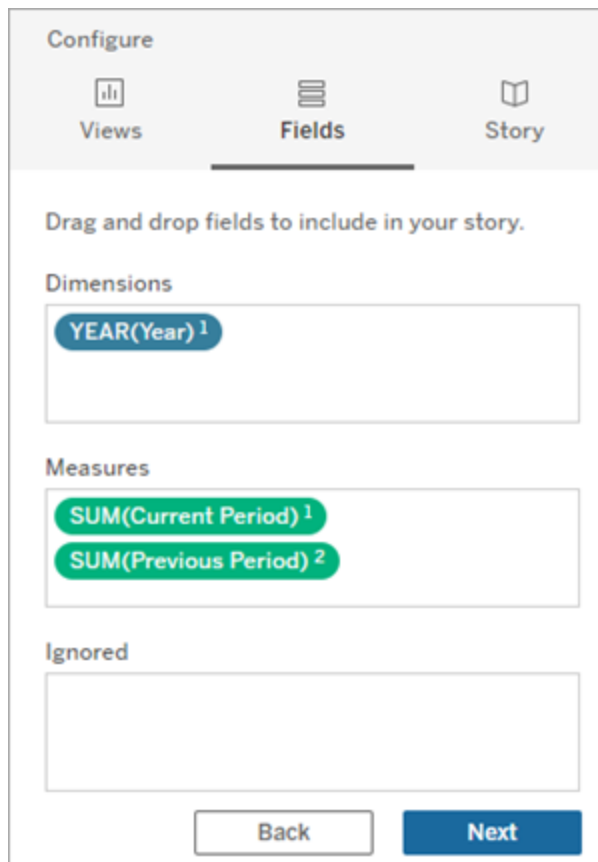 Configure
Views Fields Story
Drag and drop fields to include in your story.
Dimensions
YEAR(Year) 1
Measures
SUM(Current Period) 1
SUM(Previous Period) 2
Ignored
Back Next